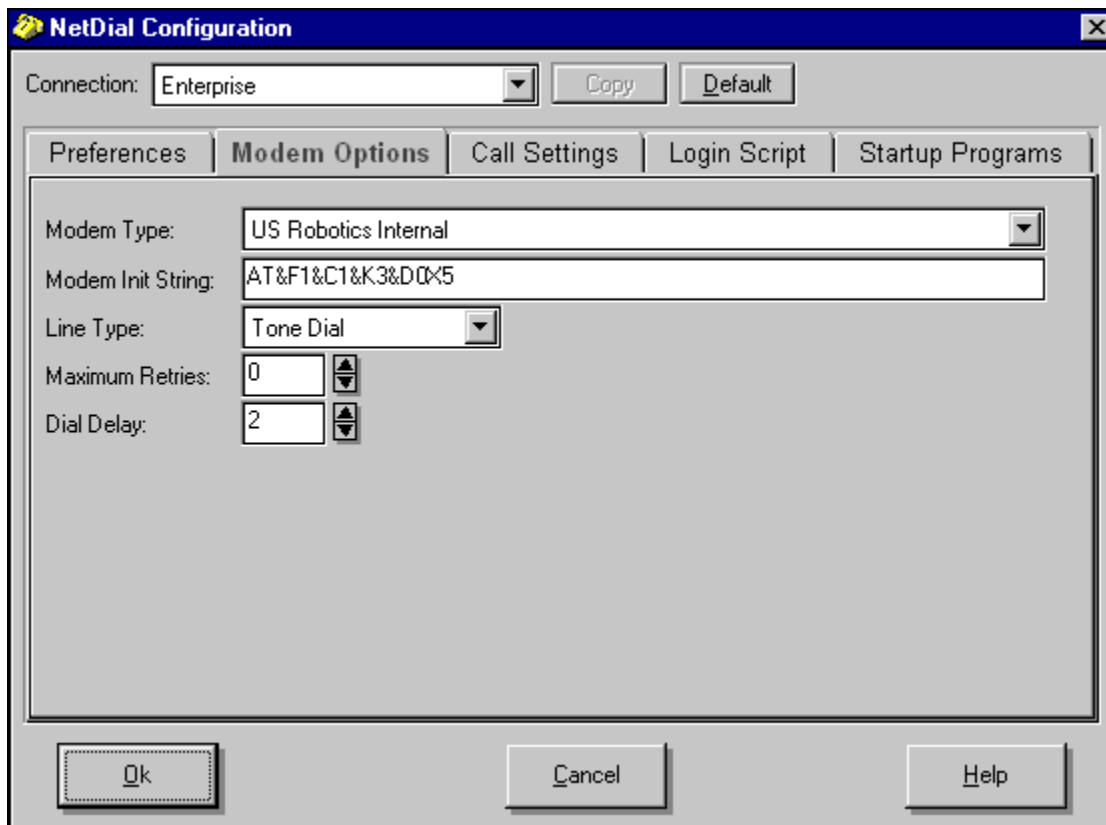 NetDial Configuration
Connection: Enterprise Copy Default
Preferences Modem Options Call Settings Login Script Startup Programs
Modem Type: US Robotics Internal
Modem Init String: AT&F1&C1&K3&D0X5
Line Type: Tone Dial
Maximum Retries: 0
Dial Delay: 2
Ok Cancel Help